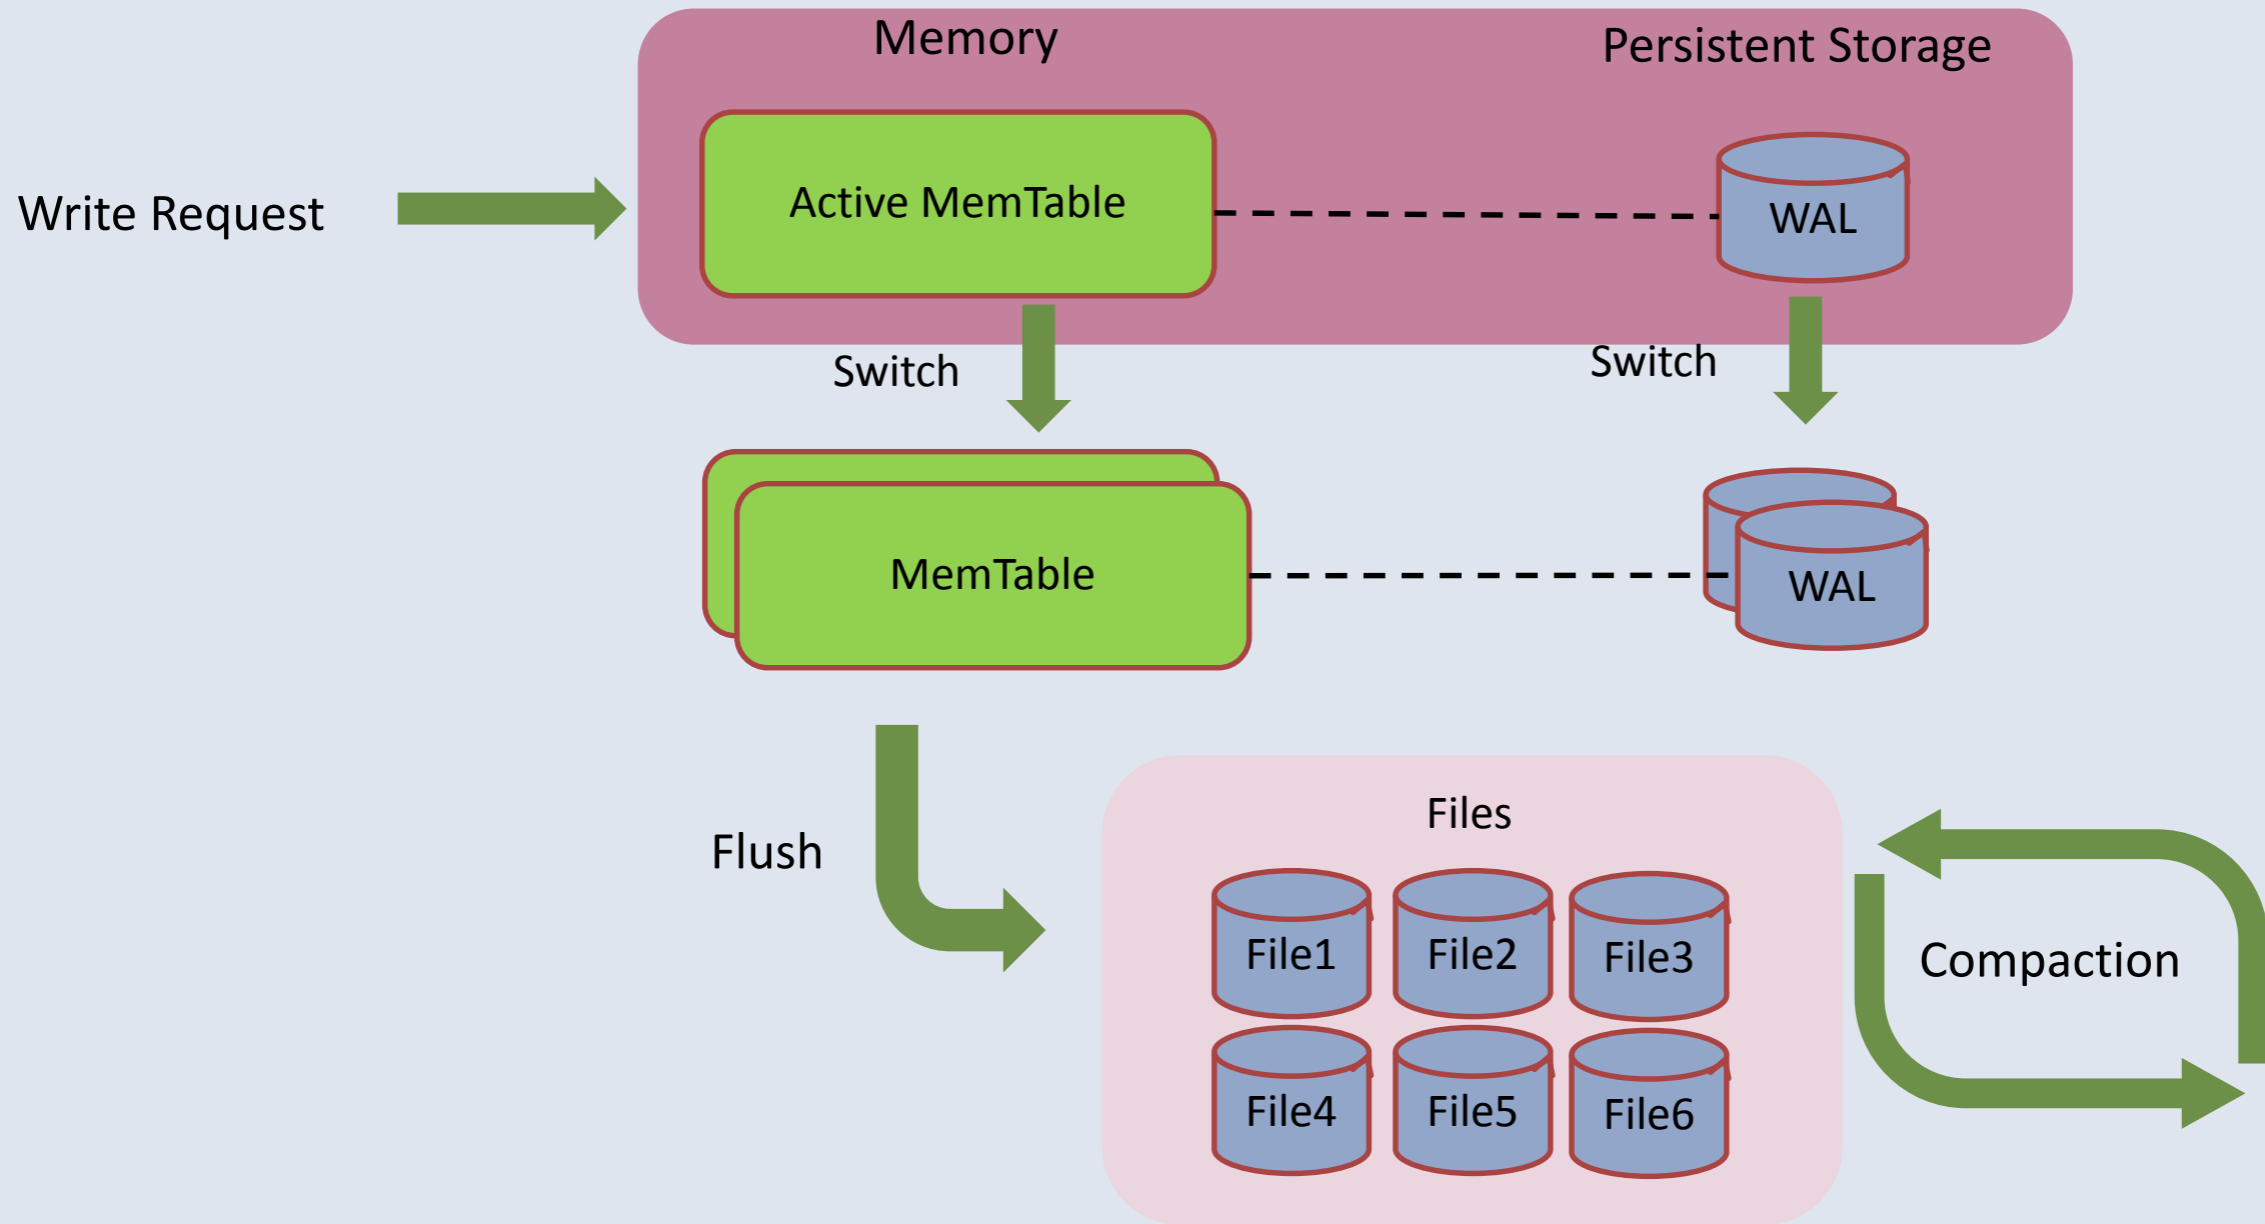 Memory
Persistent Storage
Write Request
Active MemTable
WAL
Switch
Switch
MemTable
WAL
Flush
Files
File1
File2
File3
Compaction
File4
File5
File6